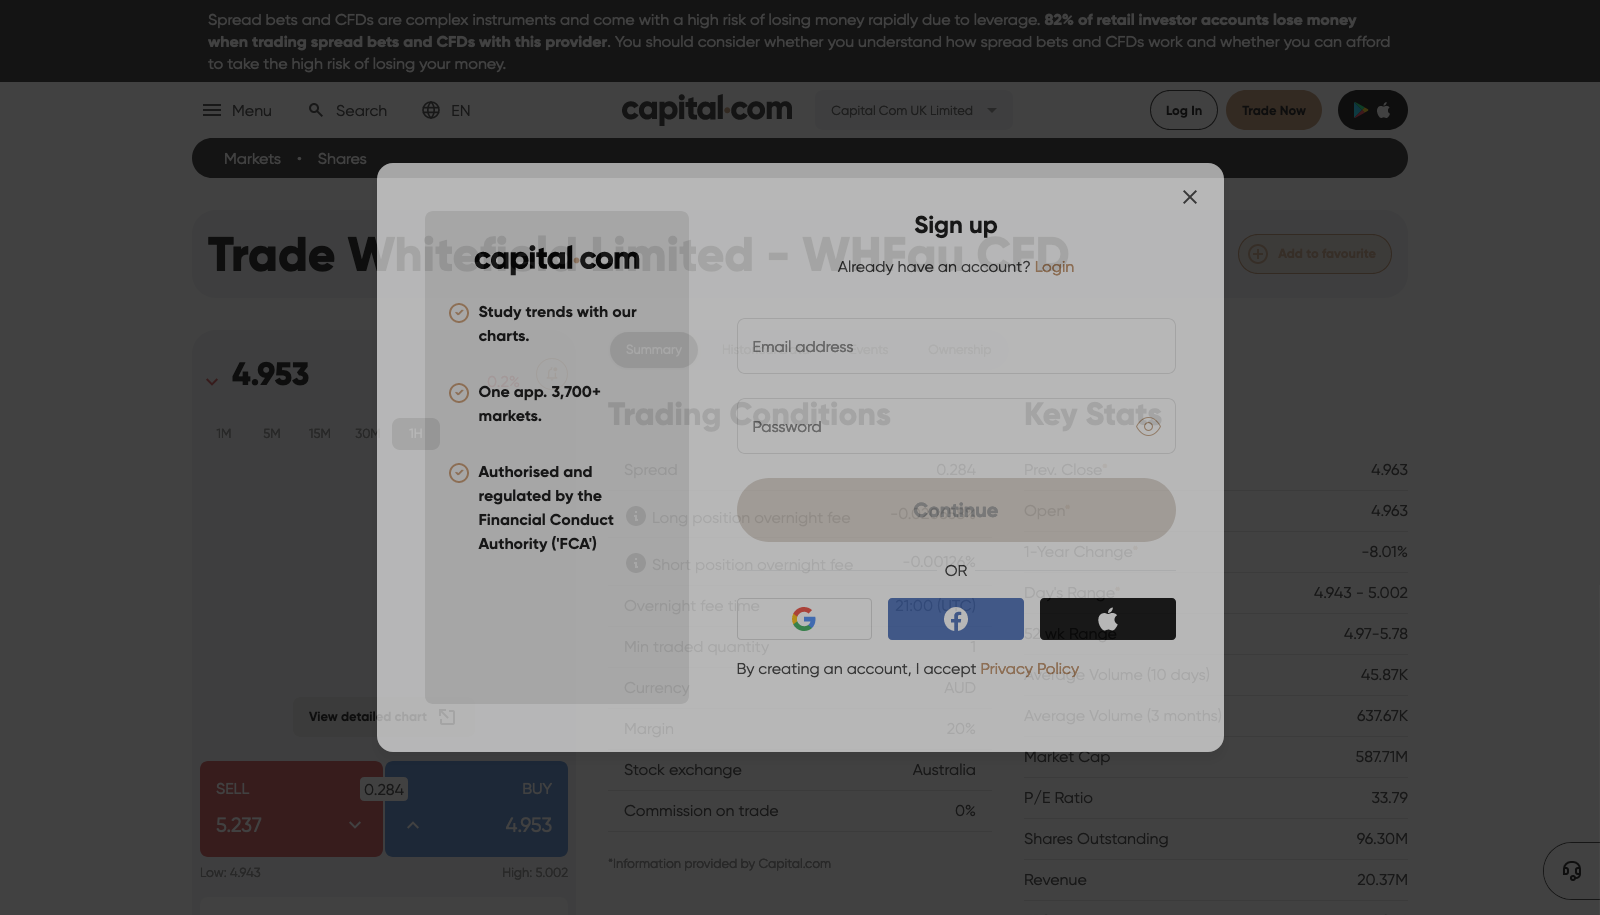 Spread bets and CFDs are complex instruments and come with a high risk of losing money rapidly due to leverage. 82% of retail investor accounts lose money
when trading spread bets and CFDs with this provider. You should consider whether you understand how spread bets and CFDs work and whether you can afford
to take the high risk of losing your money.
Menu
Search
EN
capital.com
Capital Com UK Limited
Log In
Trade Now
Markets • Shares
Trade Whitefield Limited - WHFau CFD
Add to favourite
4.953
0.2%
1M
5M
15M
30M
1H
View detailed chart
SELL
5.237
0.284
BUY
4.953
Low: 4.943
High: 5.002
Summary
Events
Ownership
Trading Conditions
Spread 0.284
Long position overnight fee
Short position overnight fee
Overnight fee time 21:00 (UTC)
Min traded quantity 1
Currency AUD
Margin 20%
Stock exchange Australia
Commission on trade 0%
*Information provided by Capital.com
Key Stats
Prev. Close* 4.963
Open* 4.963
1-Year Change* -8.01%
Day's Range* 4.943 - 5.002
52 wk Range 4.97-5.78
Average Volume (10 days) 45.87K
Average Volume (3 months) 637.67K
Market Cap 587.71M
P/E Ratio 33.79
Shares Outstanding 96.30M
Revenue 20.37M
capital.com
Study trends with our
charts.
One app. 3,700+
markets.
Authorised and
regulated by the
Financial Conduct
Authority ('FCA')
Sign up
Already have an account? Login
Email address
Password
Continue
OR
By creating an account, I accept Privacy Policy